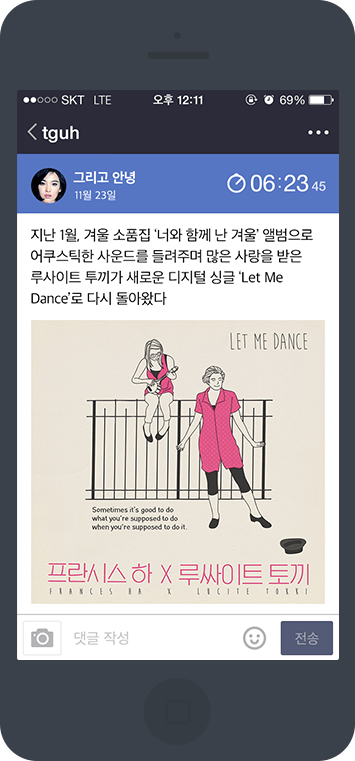 SKT LTE 오후 12:11 69%
tguh
그리고 안녕
11월 23일
06:23 45
지난 1월, 겨울 소품집 ‘너와 함께 난 겨울’ 앨범으로
어쿠스틱한 사운드를 들려주며 많은 사랑을 받은
루사이트 투끼가 새로운 디지털 싱글 ‘Let Me
Dance’로 다시 돌아왔다
LET ME DANCE
Sometimes it's good to do
what you're supposed to do
when you're supposed to do it.
프란시스 하 X 루싸이트 토끼
FRANCES HA X LUCITE TOKKI
댓글 작성
전송